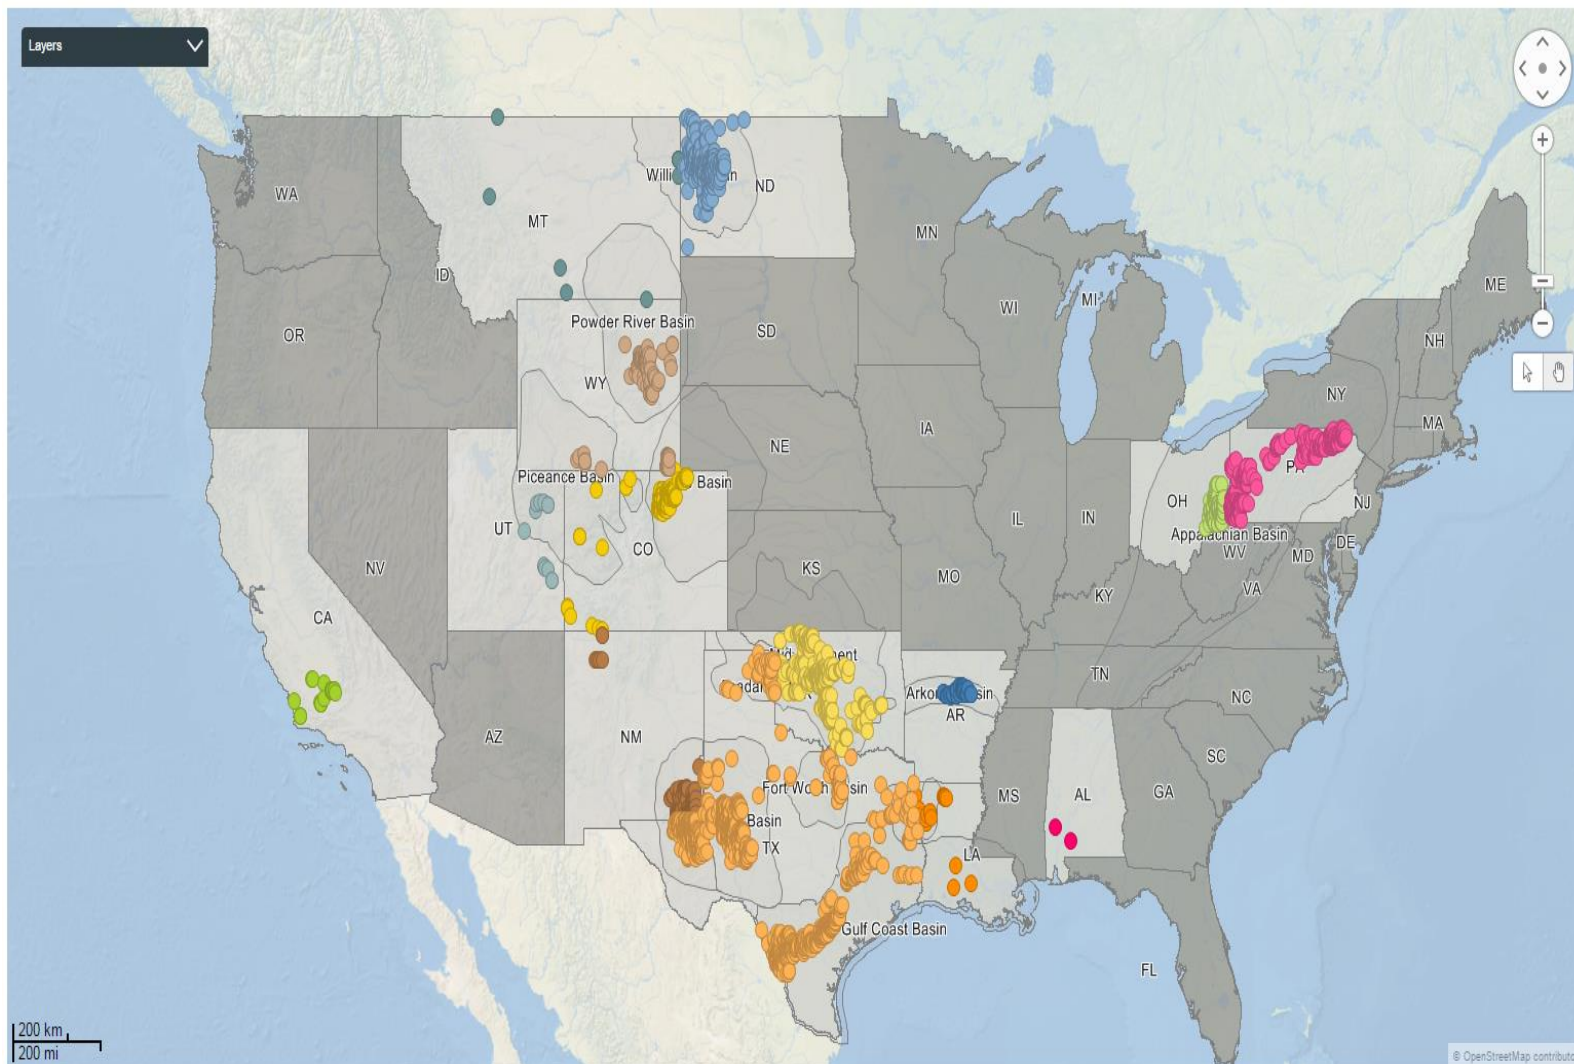 Layers
WA
MT
ND
MN
ID
OR
Powder River Basin
SD
WI
MI
ME
NH
WY
NY
MA
NE
IA
Piceance Basin
Basin
PA
OH
NJ
UT
CO
IL
IN
Appalachian Basin
WV
MD
DE
NV
KS
MO
VA
KY
CA
TN
NC
AZ
NM
AR
SC
Fort Worth Basin
MS
AL
GA
Basin
TX
LA
Gulf Coast Basin
FL
200 km
200 mi
© OpenStreetMap contributo